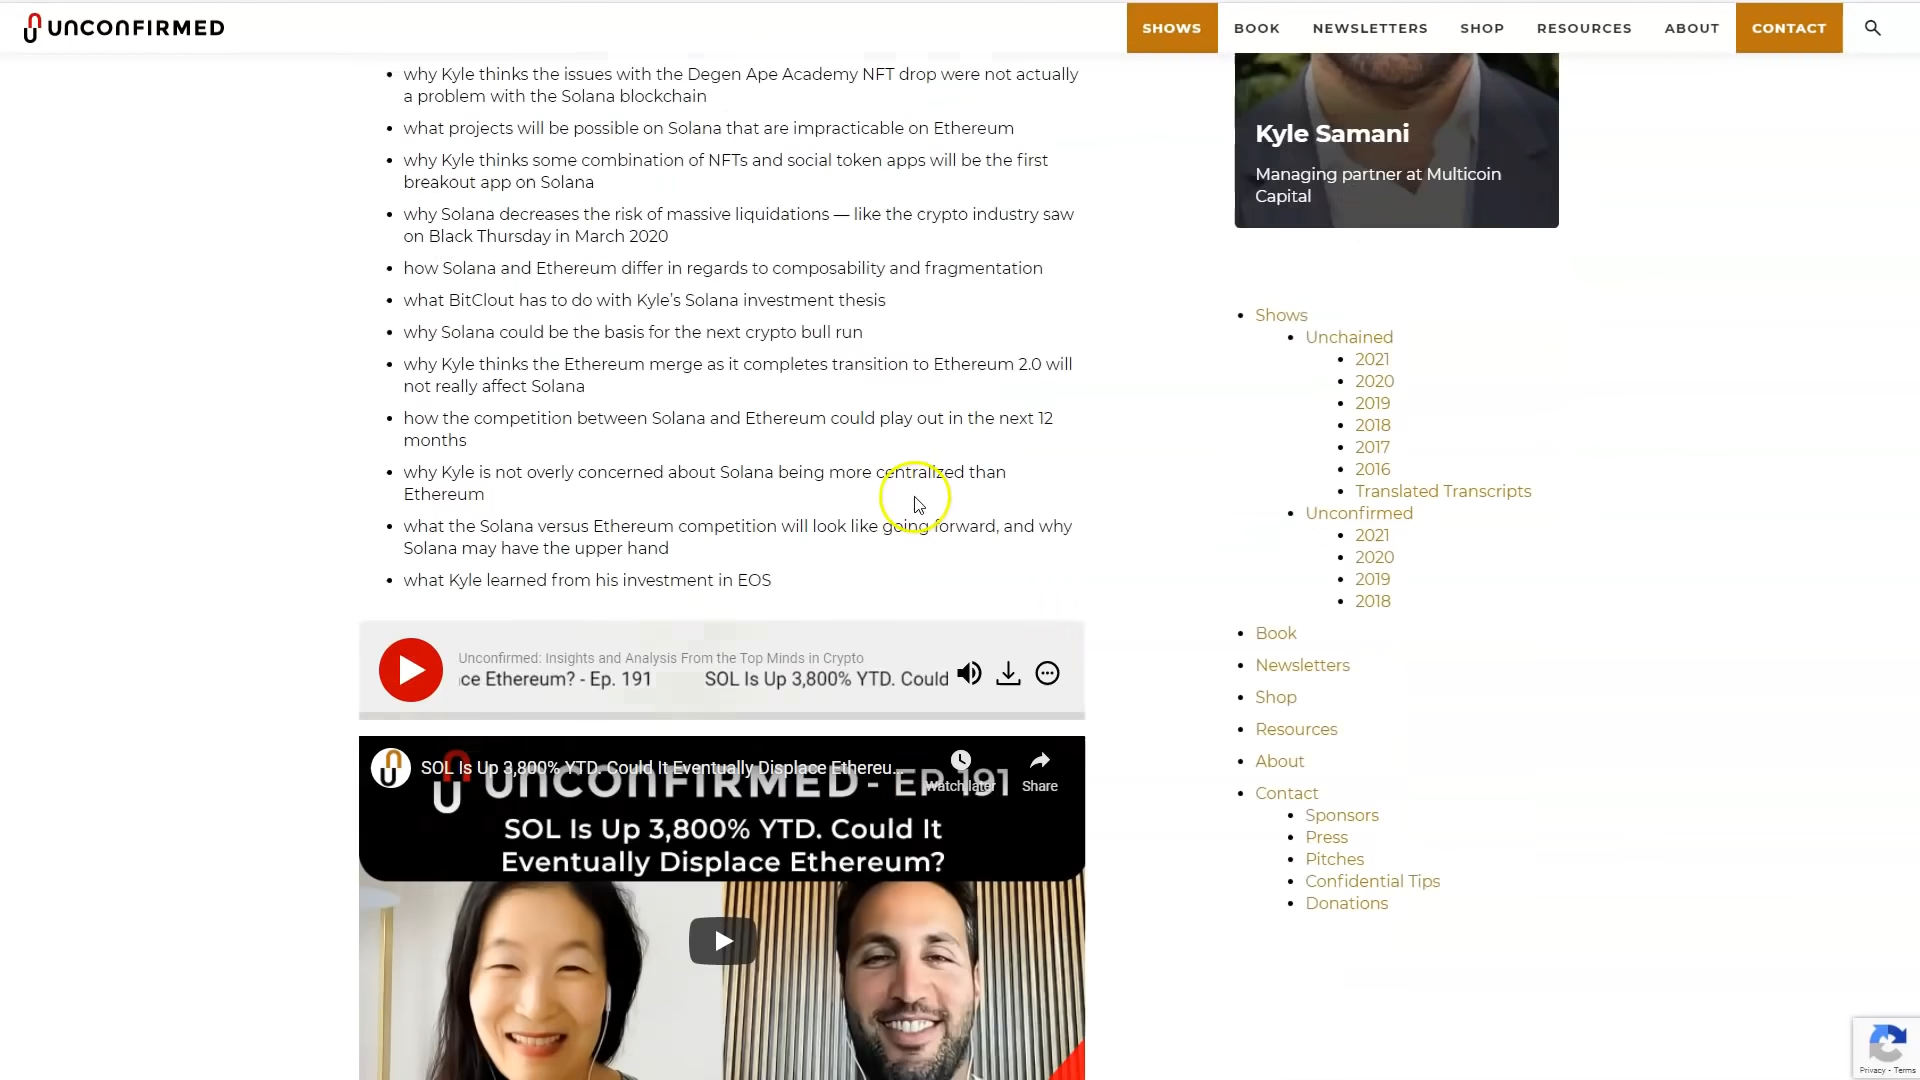 UNCONFIRMED
SHOWS BOOK NEWSLETTERS SHOP RESOURCES ABOUT CONTACT
why Kyle thinks the issues with the Degen Ape Academy NFT drop were not actually
a problem with the Solana blockchain
what projects will be possible on Solana that are impracticable on Ethereum
why Kyle thinks some combination of NFTs and social token apps will be the first
breakout app on Solana
why Solana decreases the risk of massive liquidations — like the crypto industry saw
on Black Thursday in March 2020
how Solana and Ethereum differ in regards to composability and fragmentation
what BitClout has to do with Kyle's Solana investment thesis
why Solana could be the basis for the next crypto bull run
why Kyle thinks the Ethereum merge as it completes transition to Ethereum 2.0 will
not really affect Solana
how the competition between Solana and Ethereum could play out in the next 12
months
why Kyle is not overly concerned about Solana being more centralized than
Ethereum
what the Solana versus Ethereum competition will look like going forward, and why
Solana may have the upper hand
what Kyle learned from his investment in EOS
Unconfirmed: Insights and Analysis From the Top Minds in Crypto
ce Ethereum? - Ep. 191 SOL Is Up 3,800% YTD. Could
SOL Is Up 3,800% YTD. Could It Eventually Displace Ethereu...
Watch later Share
UNCONFIRMED - EP 191
SOL Is Up 3,800% YTD. Could It
Eventually Displace Ethereum?
Kyle Samani
Managing partner at Multicoin
Capital
Shows
Unchained
2021
2020
2019
2018
2017
2016
Translated Transcripts
Unconfirmed
2021
2020
2019
2018
Book
Newsletters
Shop
Resources
About
Contact
Sponsors
Press
Pitches
Confidential Tips
Donations
Privacy - Terms